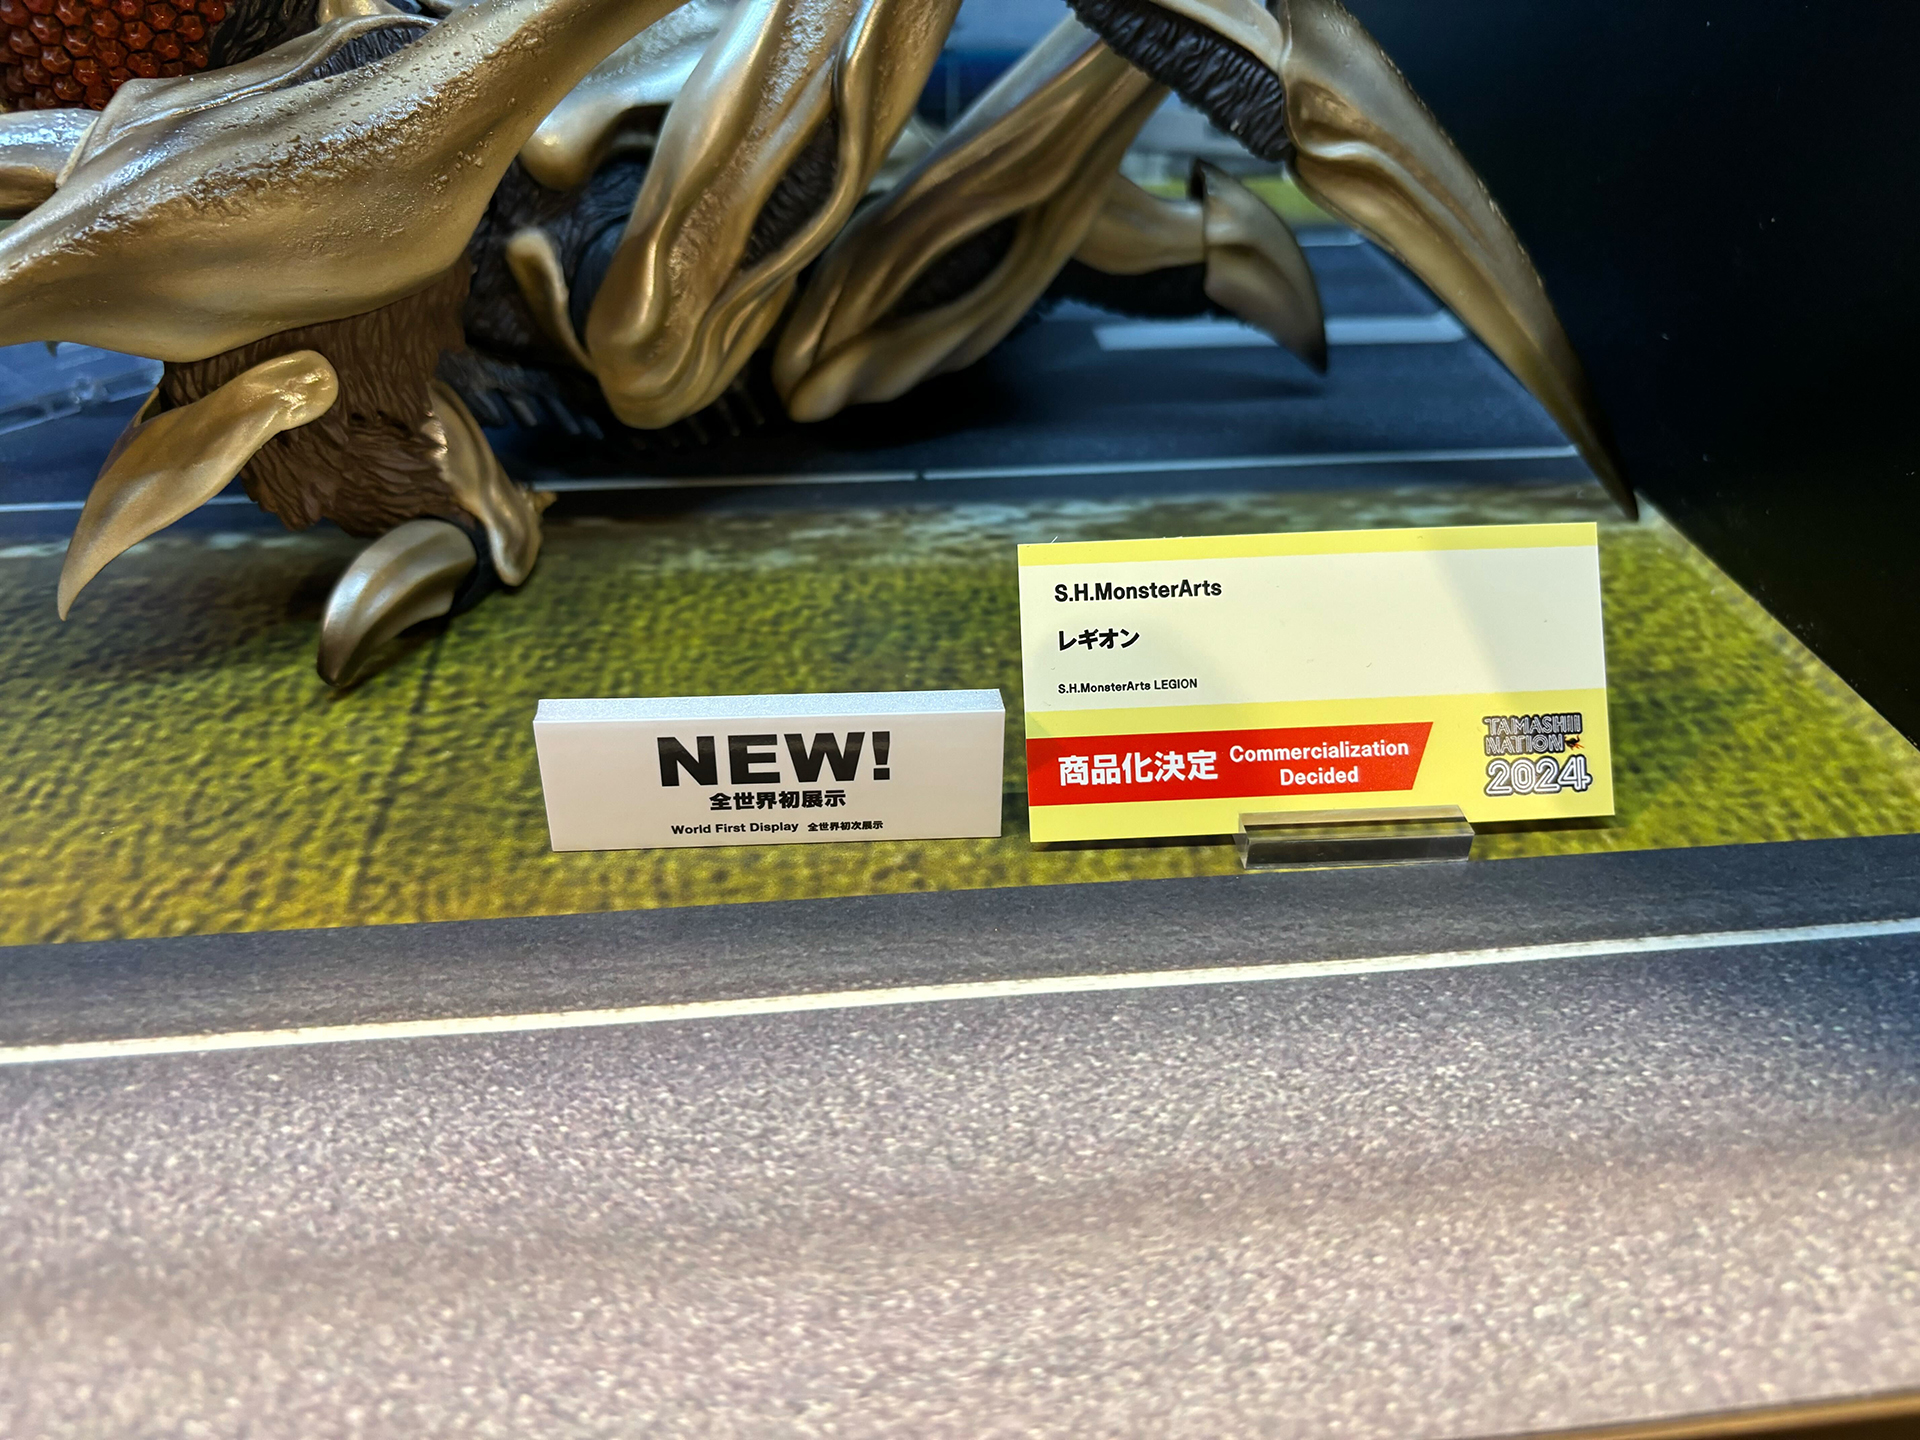 S.H.MonsterArts
レギオン
S.H.MonsterArts LEGION
商品化決定 Commercialization
Decided
TAMASHII
NATION
2024
NEW!
全世界初展示
World First Display 全世界初次展示